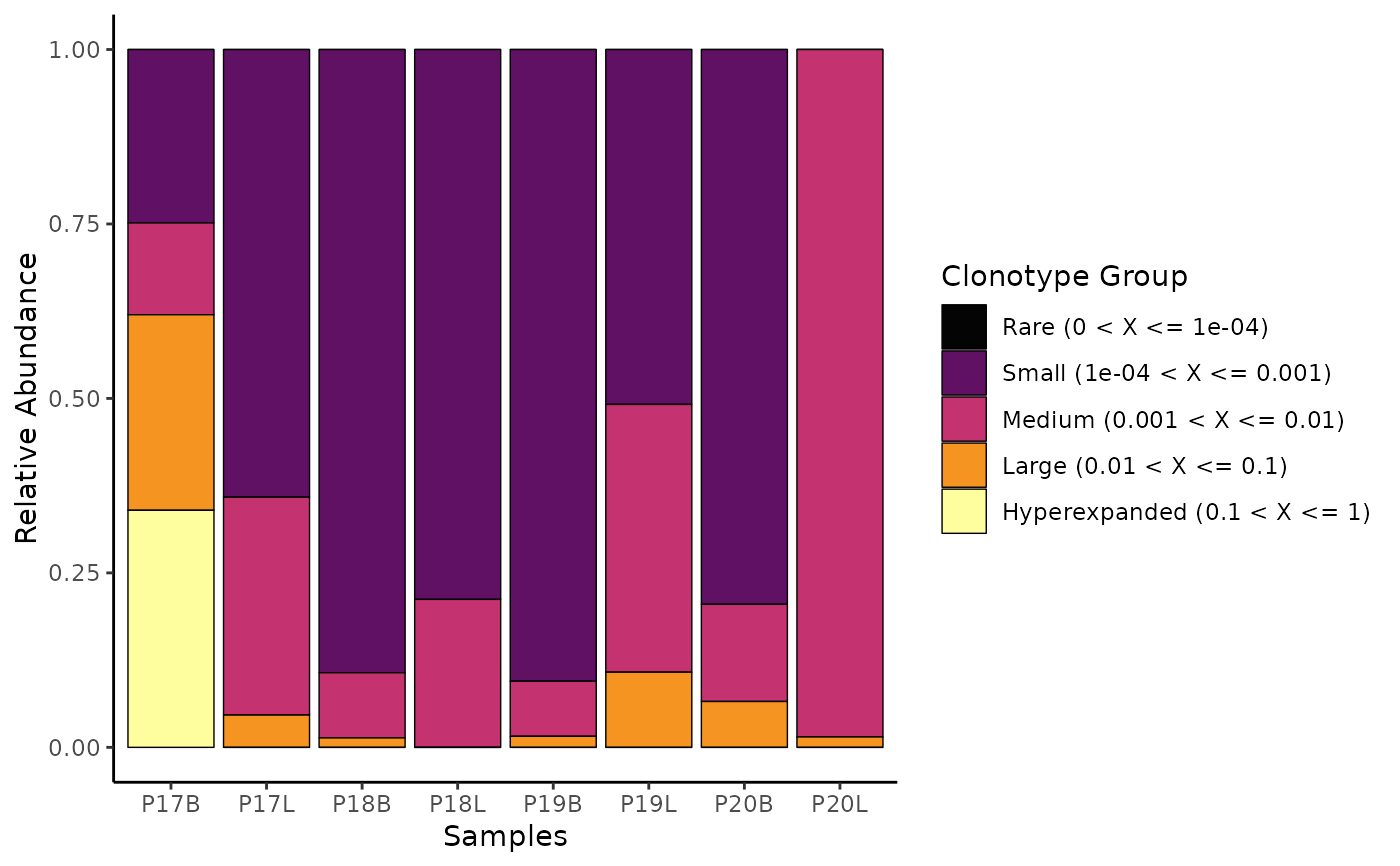 Relative Abundance
1.00
0.75
0.50
0.25
0.00
P17B P17L P18B P18L P19B P19L P20B P20L
Samples
Clonotype Group
Rare (0 < X <= 1e-04)
Small (1e-04 < X <= 0.001)
Medium (0.001 < X <= 0.01)
Large (0.01 < X <= 0.1)
Hyperexpanded (0.1 < X <= 1)